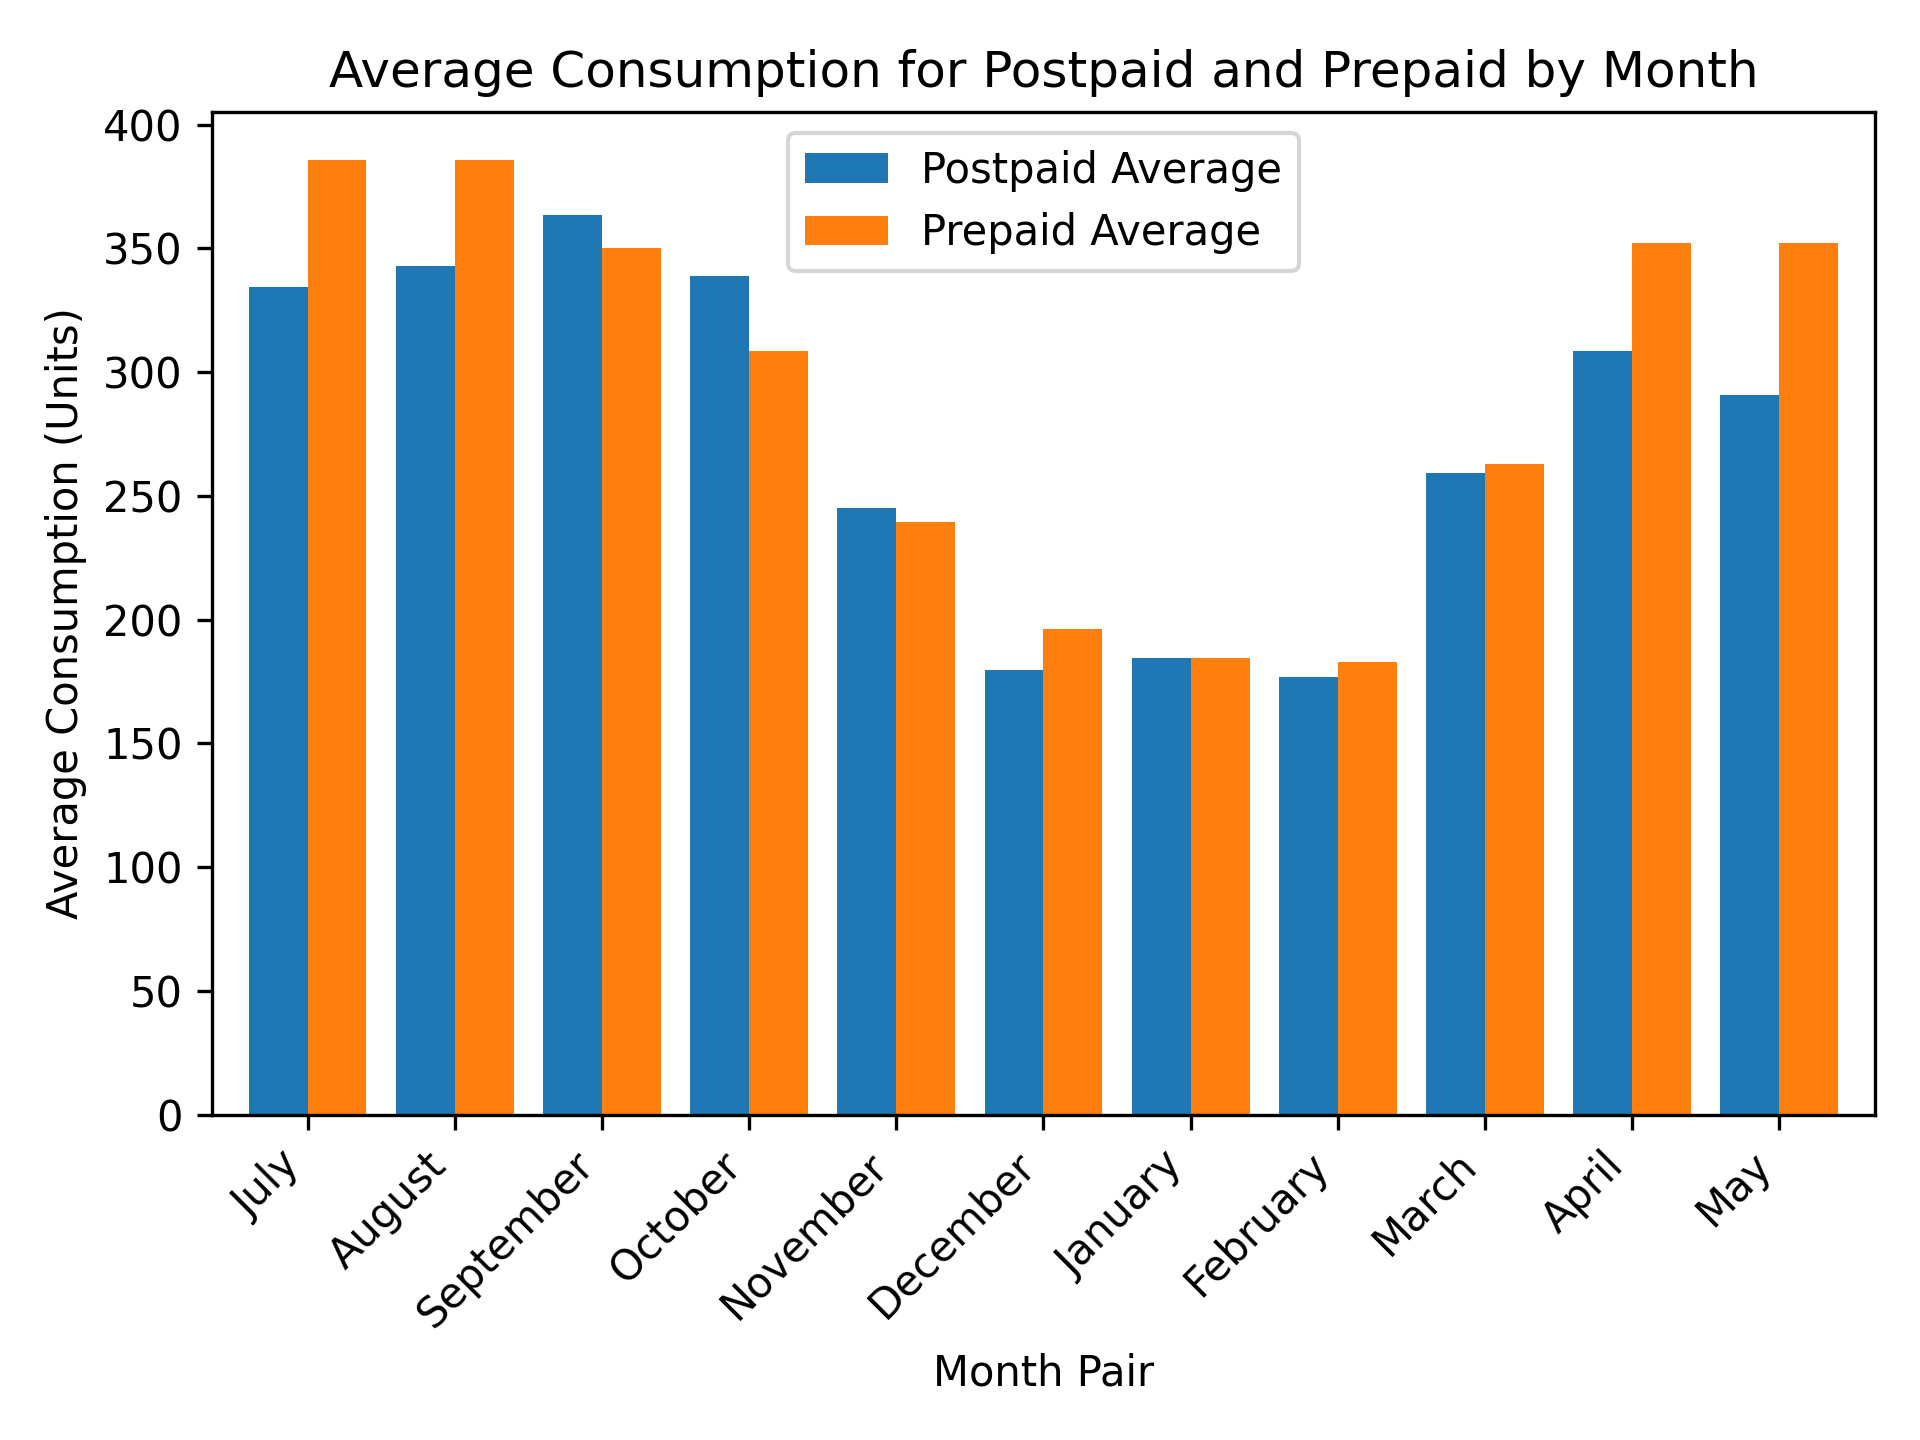 Average Consumption for Postpaid and Prepaid by Month
400
350
300
250
200
150
100
50
0
Average Consumption (Units)
Postpaid Average
Prepaid Average
July
August
September
October
November
December
January
February
March
April
May
Month Pair